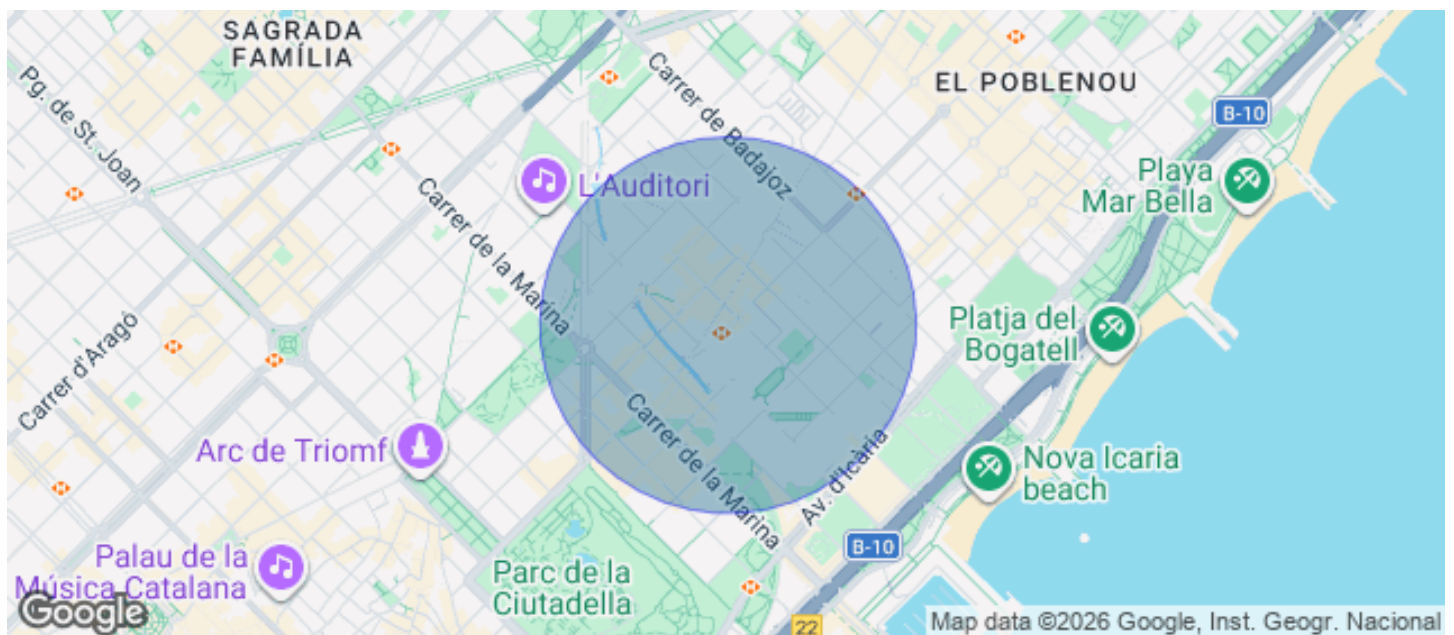 SAGRADA
FAMÍLIA
Pg. de St. Joan
Carrer de Badajoz
EL POBLENOU
B-10
L'Auditori
Playa
Mar Bella
Carrer de la Marina
Carrer d'Aragó
Platja del
Bogatell
Arc de Triomf
Carrer de la Marina
Av. d'Icària
Nova Icaria
beach
B-10
Palau de la
Música Catalana
Parc de la
Ciutadella
Google
22
Map data ©2026 Google, Inst. Geogr. Nacional